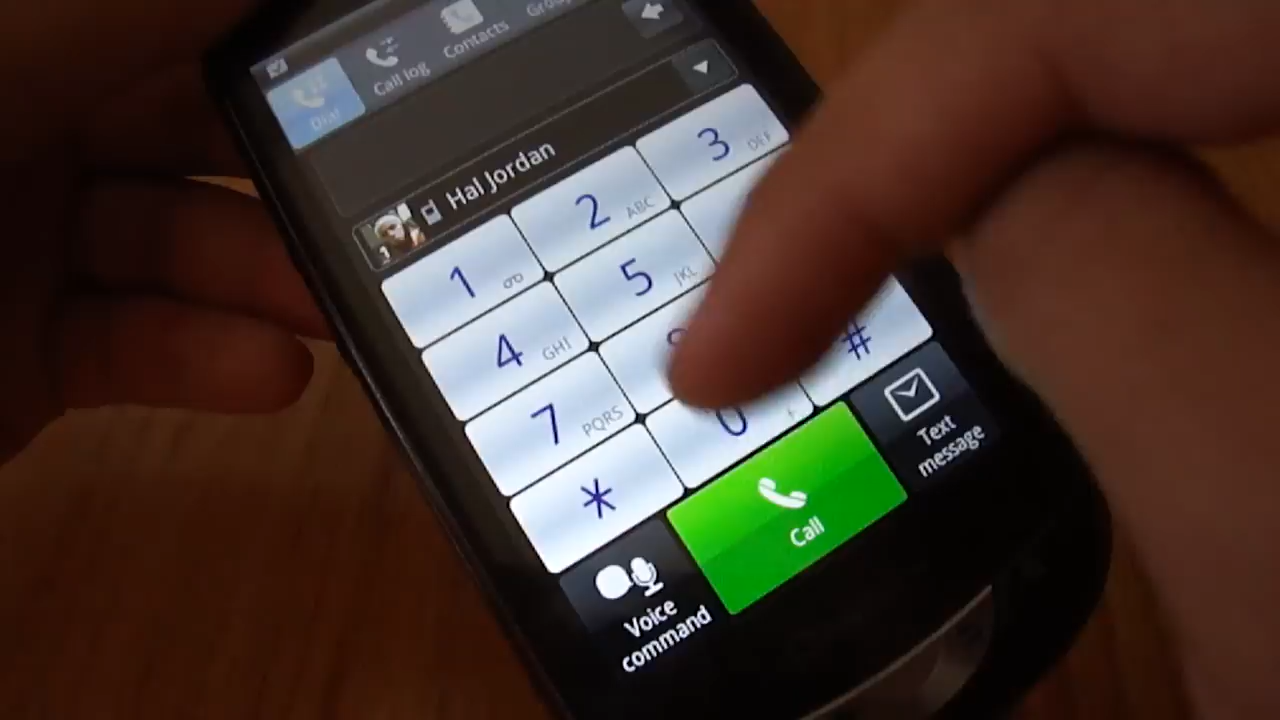 Dial
Call log
Contacts
Hal Jordan
1
2 ABC
3 DEF
4 GHI
5 JKL
7 PQRS
*
0 +
#
Voice command
Call
Text message